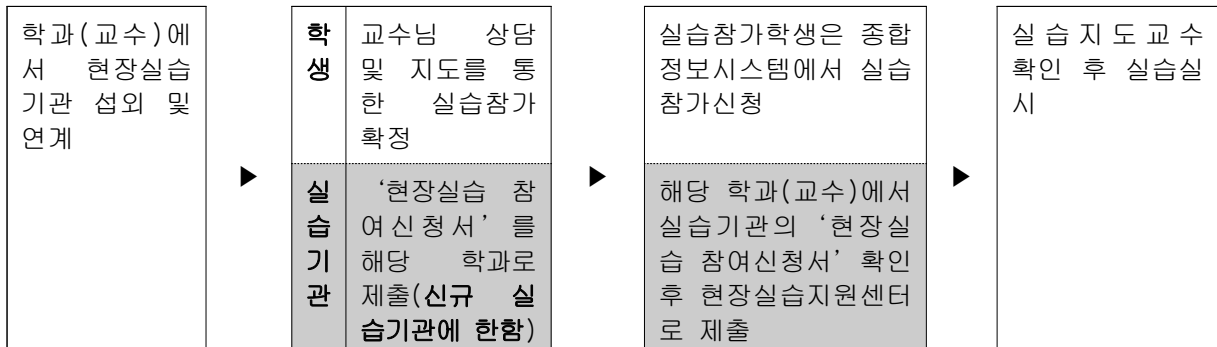 학과(교수)에
서 현장실습
기관 섭외 및
연계
▶
학
생
교수님 상담
및 지도를 통
한 실습참가
확정
실
습
기
관
‘현장실습 참
여신청서’를
해당 학과로
제출(신규 실
습기관에 한함)
▶
실습참가학생은 종합
정보시스템에서 실습
참가신청
해당 학과(교수)에서
실습기관의 ‘현장실
습 참여신청서’ 확인
후 현장실습지원센터
로 제출
▶
실습지도교수
확인 후 실습실
시